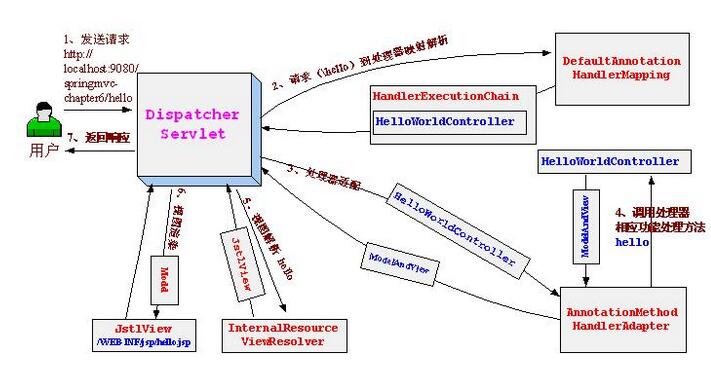 1、发送请求
http://
localhost:9080/
springmvc-
chapter6/hello
用户
7、返回响应
Dispatcher
Servlet
2、请求（\hello）到处理器映射解析
DefaultAnnotation
HandlerMapping
HandlerExecutionChain
HelloWorldController
3、处理器适配
HelloWorldController
ModelAndView
HelloWorldController
ModelAndView
4、调用处理器
相应功能处理方法
hello
AnnotationMethod
HandlerAdapter
5、视图解析 hello
JstlView
InternalResource
ViewResolver
6、视图渲染
Model
JstlView
/WEB-INF/jsp/hello.jsp